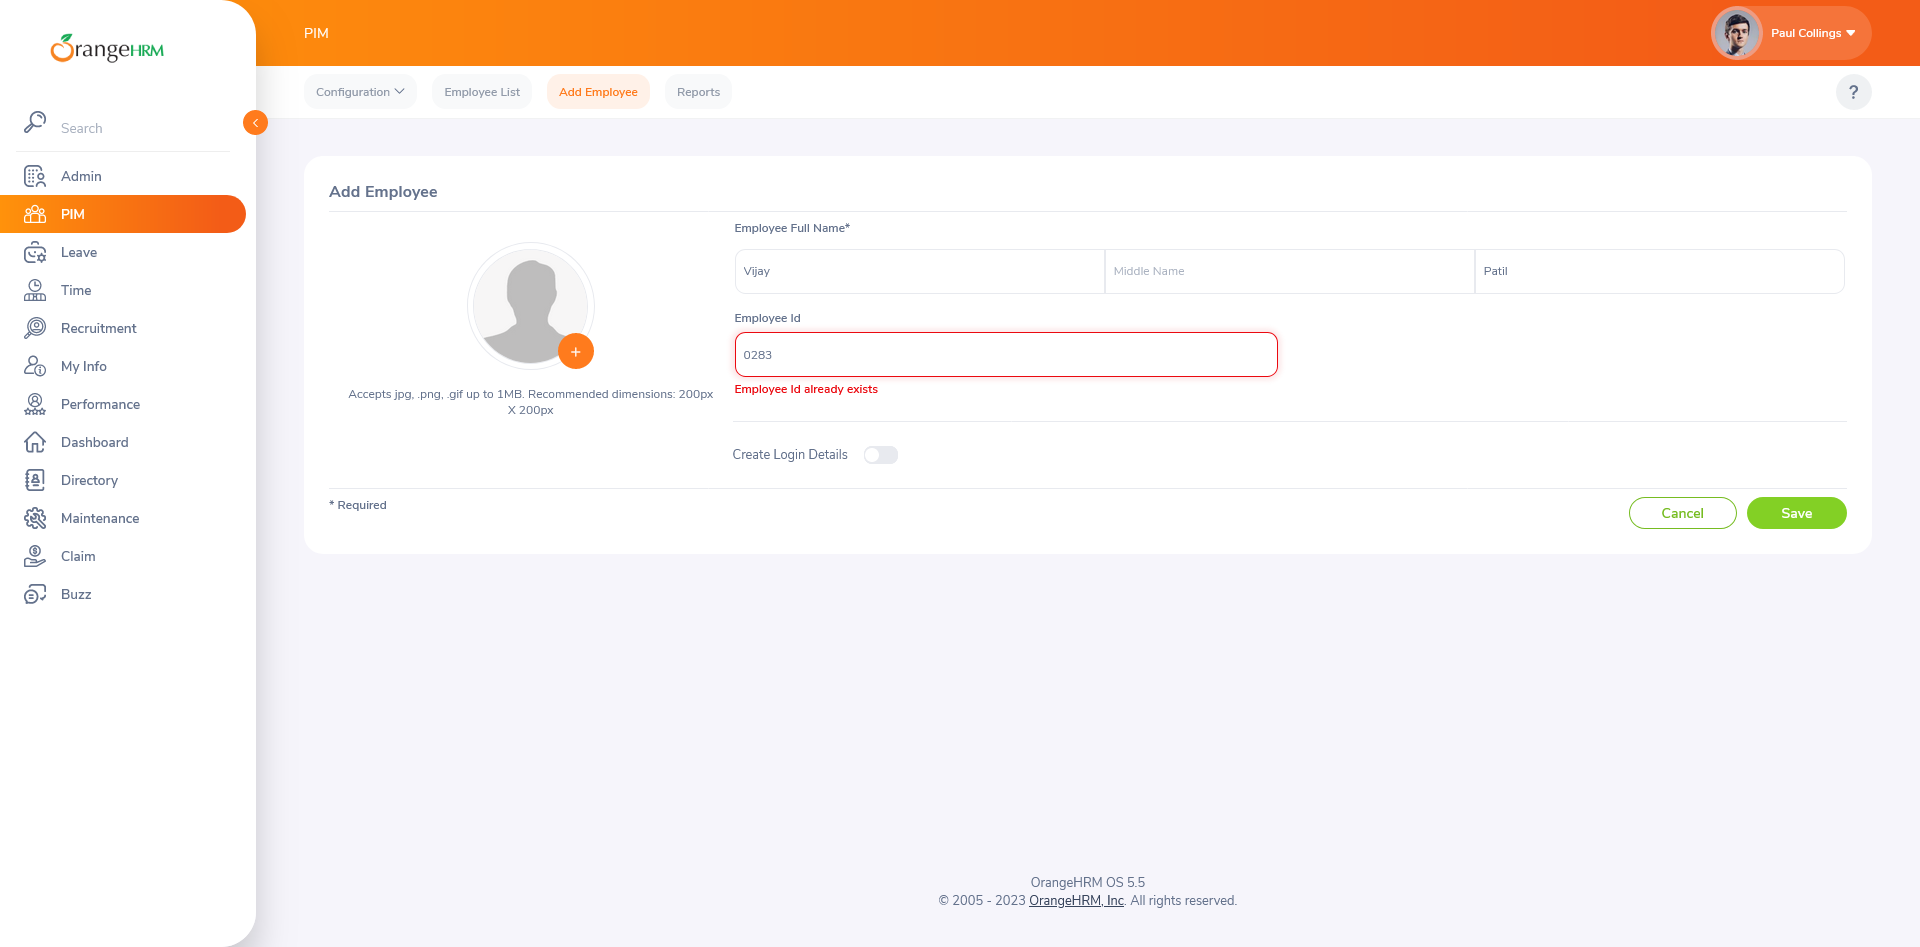 OrangeHRM
Search
Admin
PIM
Leave
Time
Recruitment
My Info
Performance
Dashboard
Directory
Maintenance
Claim
Buzz
PIM
Paul Collings
Configuration
Employee List
Add Employee
Reports
?
Add Employee
Accepts jpg, .png, .gif up to 1MB. Recommended dimensions: 200px
X 200px
Employee Full Name*
Vijay
Middle Name
Patil
Employee Id
0283
Employee Id already exists
Create Login Details
* Required
Cancel
Save
OrangeHRM OS 5.5
© 2005 - 2023 OrangeHRM, Inc. All rights reserved.